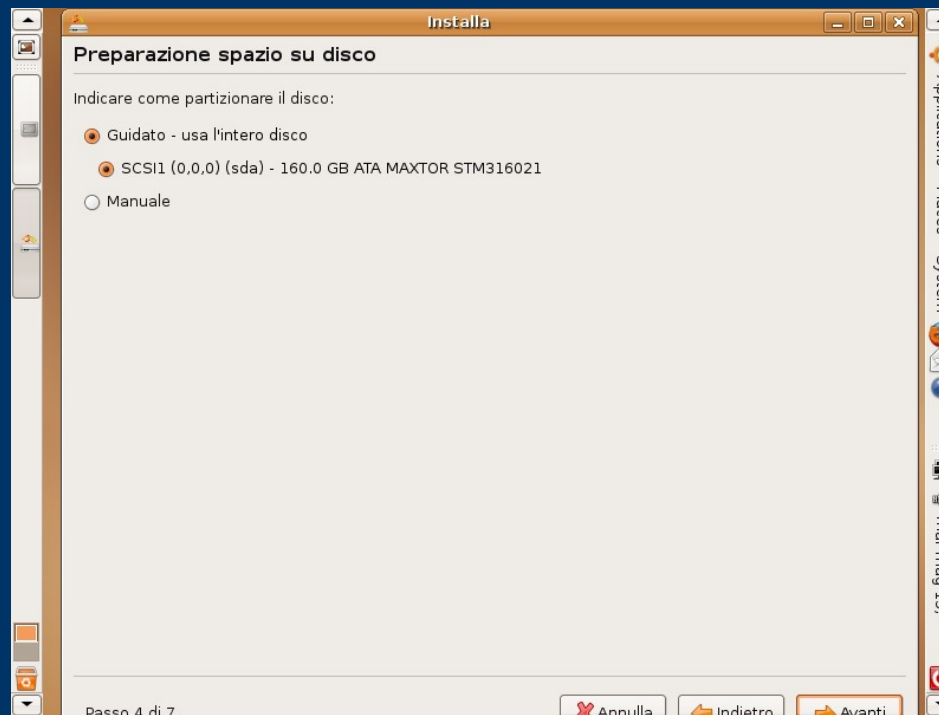 Installa
Preparazione spazio su disco
Indicare come partizionare il disco:
Guidato - usa l'intero disco
SCSI1 (0,0,0) (sda) - 160.0 GB ATA MAXTOR STM316021
Manuale
Passo 4 di 7
Annulla
Indietro
Avanti